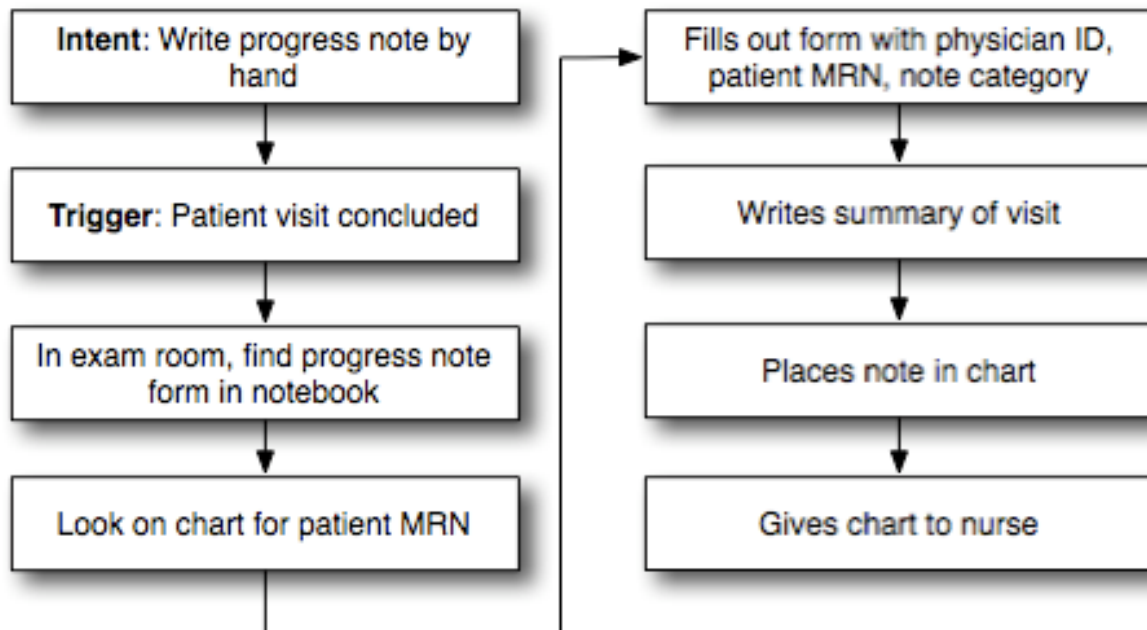 Intent: Write progress note by
hand
Trigger: Patient visit concluded
In exam room, find progress note
form in notebook
Look on chart for patient MRN
Fills out form with physician ID,
patient MRN, note category
Writes summary of visit
Places note in chart
Gives chart to nurse